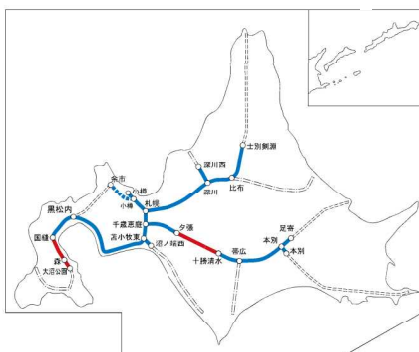 士別剣淵
深川西
深川
比布
余市
小樽
札幌
黒松内
千歳恵庭
夕張
足寄
国縫
苫小牧東
沼ノ端西
帯広
本別
本別
森
十勝清水
大沼公園